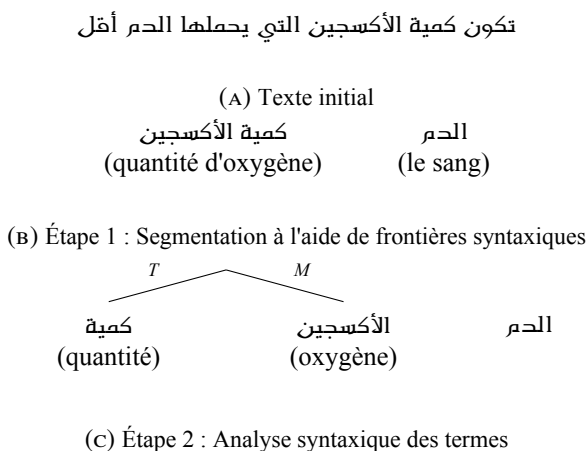 تكون كمية الأكسجين التي يحملها الدم أقل
(A) Texte initial
كمية الأكسجين الدم
(quantité d'oxygène) (le sang)
(B) Étape 1 : Segmentation à l'aide de frontières syntaxiques
T M
كمية الأكسجين الدم
(quantité) (oxygène)
(C) Étape 2 : Analyse syntaxique des termes